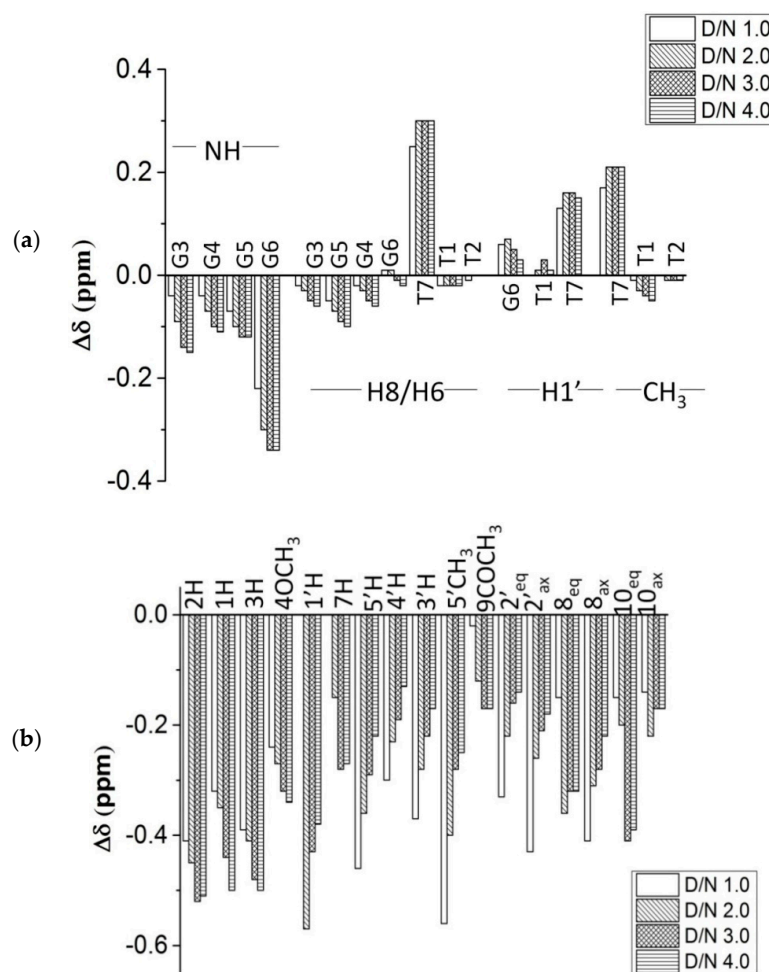 D/N 1.0
D/N 2.0
D/N 3.0
D/N 4.0
(a)
Δδ (ppm)
0.4
0.2
0.0
-0.2
-0.4
NH
G3 G4 G5 G6
G3 G5 G4 G6 T7 T1 T2
G6 T1 T7
T7 T1 T2
H8/H6
H1’
CH₃
(b)
Δδ (ppm)
0.0
-0.2
-0.4
-0.6
2H
1H
3H
4OCH₃
1’H
7H
5’H
4’H
3’H
5’CH₃
9COCH₃
2’eq
2’ax
8eq
8ax
10eq
10ax
D/N 1.0
D/N 2.0
D/N 3.0
D/N 4.0